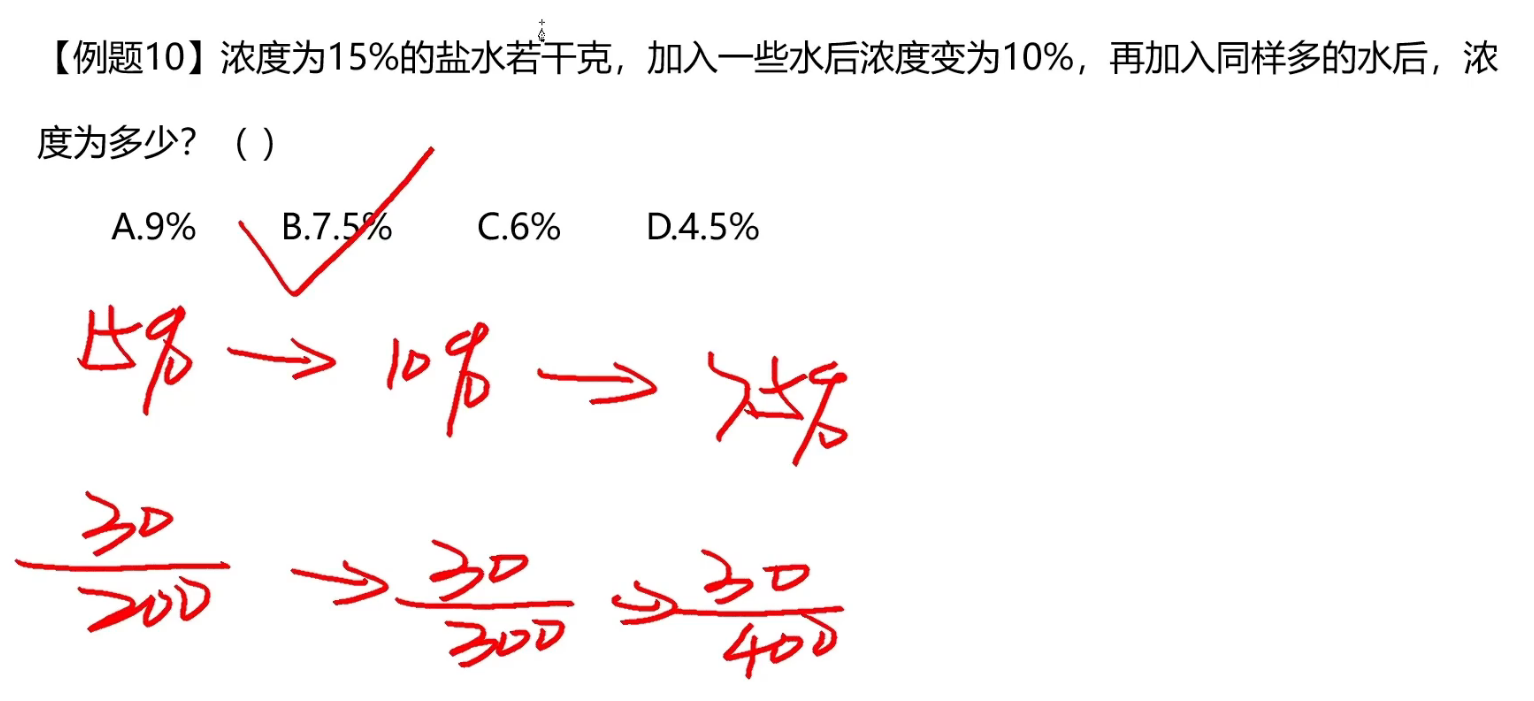 【例题10】浓度为15%的盐水若干克，加入一些水后浓度变为10%，再加入同样多的水后，浓
度为多少？（ ）
A.9% B.7.5% C.6% D.4.5%
15% → 10% → 7.5%
30/200 → 30/300 → 30/400